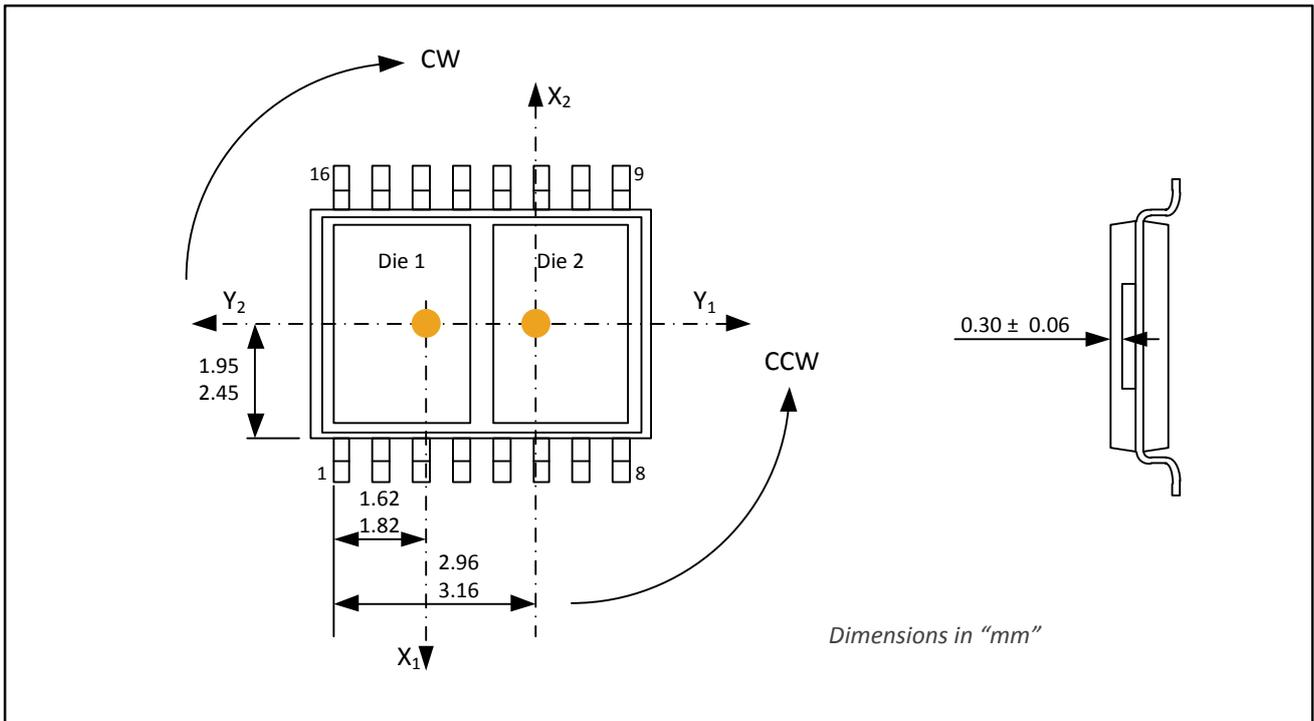 CW
X₂
16
9
Die 1
Die 2
Y₂
Y₁
0.30 ± 0.06
1.95
2.45
CCW
1
8
1.62
1.82
2.96
3.16
Dimensions in “mm”
X₁